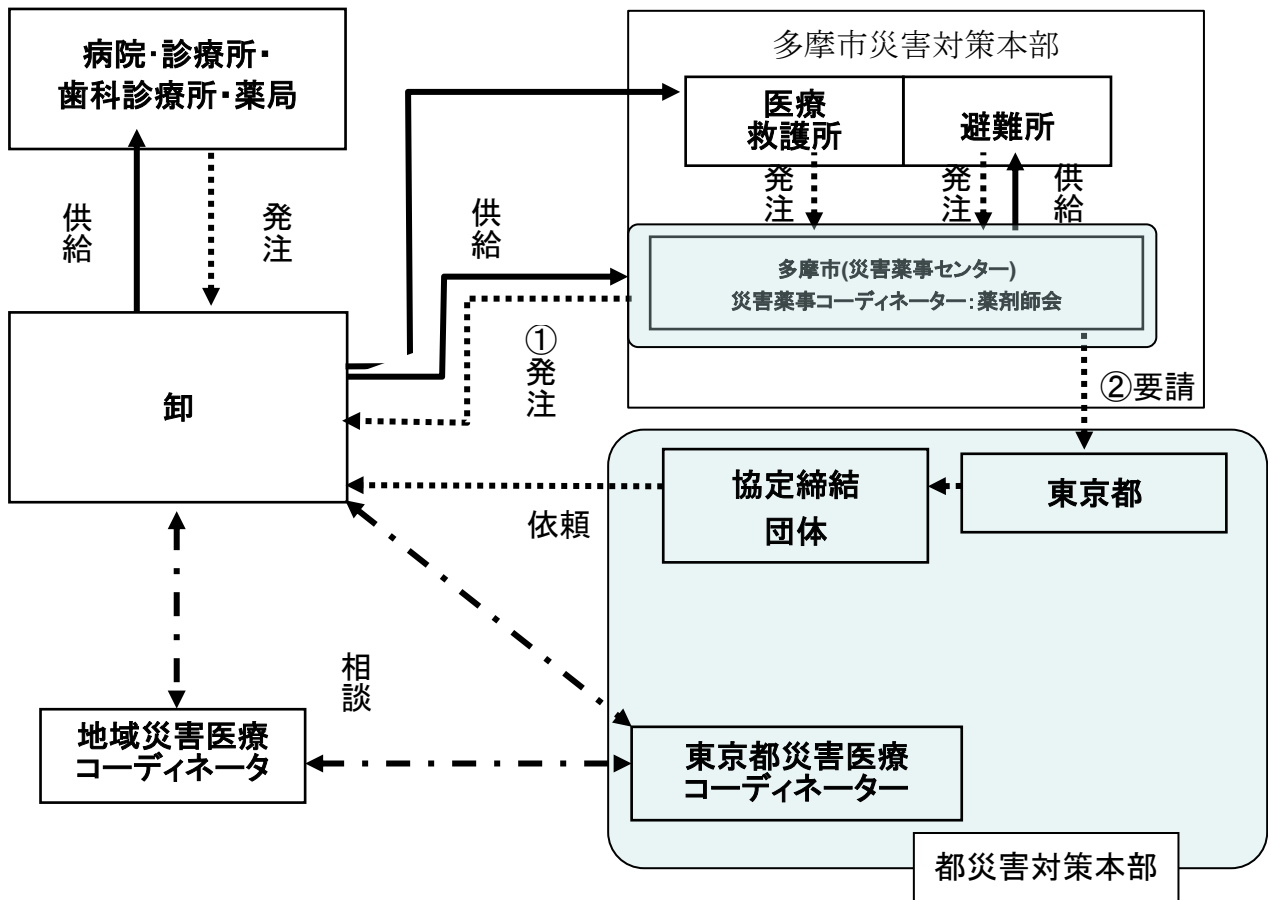 病院・診療所・
歯科診療所・薬局
多摩市災害対策本部
医療
救護所
避難所
発注
発注
供給
供給
発注
供給
多摩市(災害薬事センター)
災害薬事コーディネーター：薬剤師会
①発注
②要請
卸
協定締結
団体
東京都
依頼
相談
地域災害医療
コーディネータ
東京都災害医療
コーディネーター
都災害対策本部